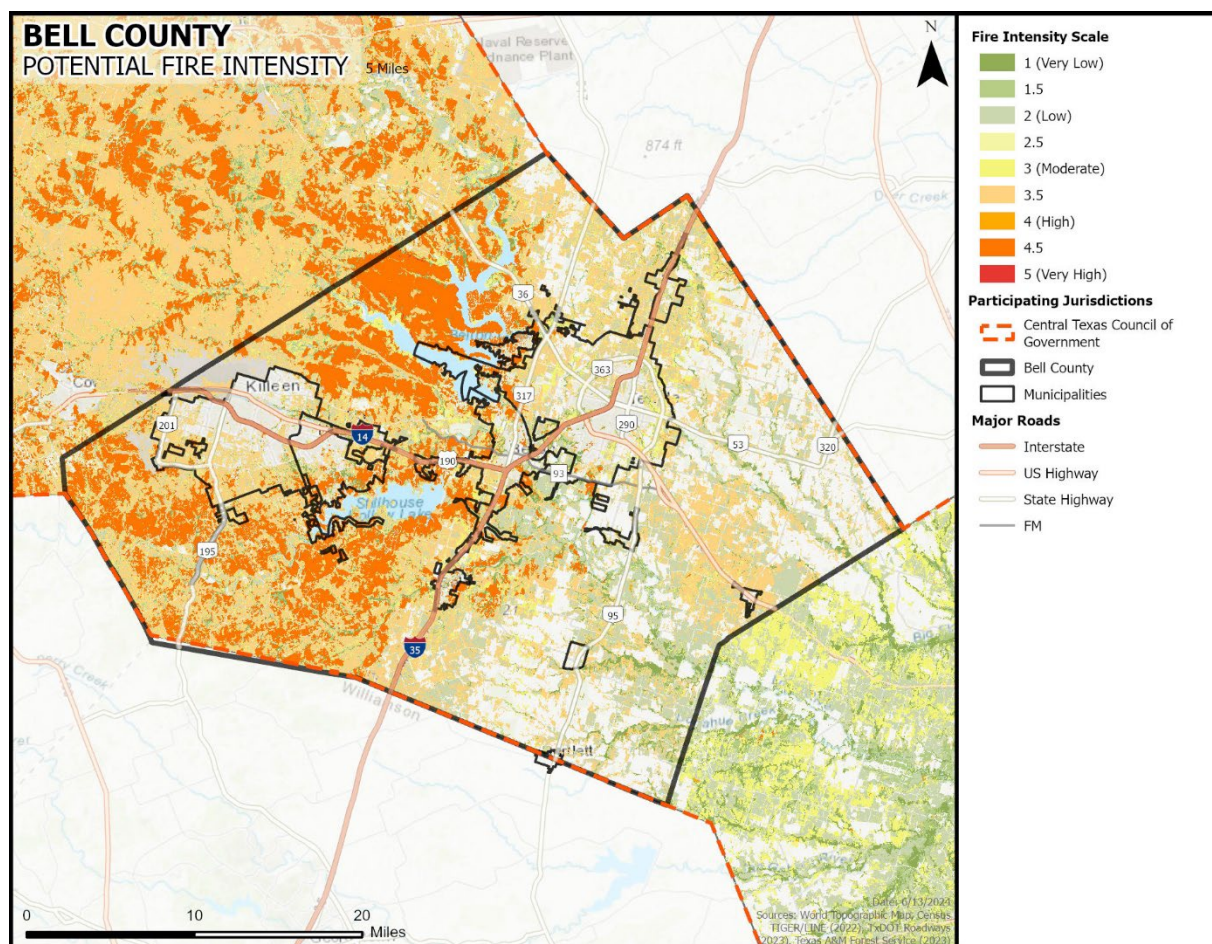 BELL COUNTY
POTENTIAL FIRE INTENSITY
5 Miles
Naval Reserve
Ordnance Plant
N
874 ft
Deer Creek
36
363
317
Killeen
201
14
190
290
53
320
93
Stillhouse
Hollow Lake
195
95
35
Williamson
Donahue Creek
Bartlett
0
10
20
Miles
Date: 6/13/2024
Sources: World Topographic Map, Census
TIGER/LINE (2022), TxDOT Roadways
(2023), Texas A&M Forest Service (2023)
Fire Intensity Scale
1 (Very Low)
1.5
2 (Low)
2.5
3 (Moderate)
3.5
4 (High)
4.5
5 (Very High)
Participating Jurisdictions
Central Texas Council of
Government
Bell County
Municipalities
Major Roads
Interstate
US Highway
State Highway
FM